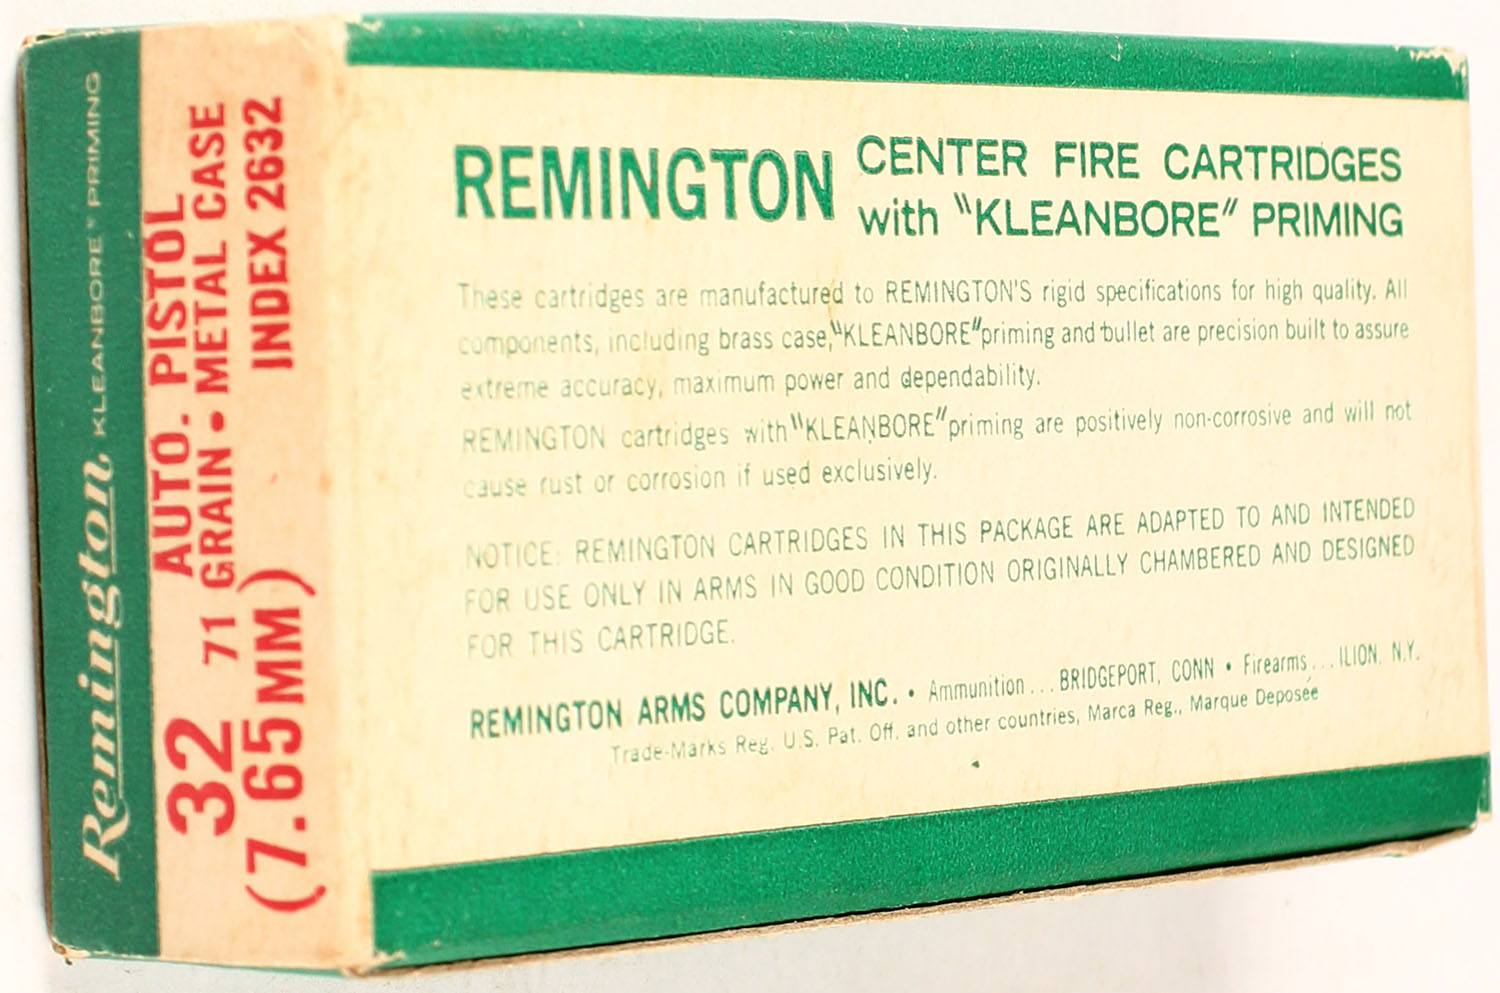 Remington KLEANBORE" PRIMING
32 AUTO. PISTOL
71 GRAIN • METAL CASE
(7.65MM) INDEX 2632
REMINGTON CENTER FIRE CARTRIDGES
with "KLEANBORE" PRIMING
These cartridges are manufactured to REMINGTON'S rigid specifications for high quality. All
components, including brass case, "KLEANBORE" priming and bullet are precision built to assure
extreme accuracy, maximum power and dependability.
REMINGTON cartridges with "KLEANBORE" priming are positively non-corrosive and will not
cause rust or corrosion if used exclusively.
NOTICE: REMINGTON CARTRIDGES IN THIS PACKAGE ARE ADAPTED TO AND INTENDED
FOR USE ONLY IN ARMS IN GOOD CONDITION ORIGINALLY CHAMBERED AND DESIGNED
FOR THIS CARTRIDGE.
REMINGTON ARMS COMPANY, INC. • Ammunition... BRIDGEPORT, CONN • Firearms... ILION, N.Y.
Trade-Marks Reg. U.S. Pat. Off. and other countries, Marca Reg., Marque Deposée